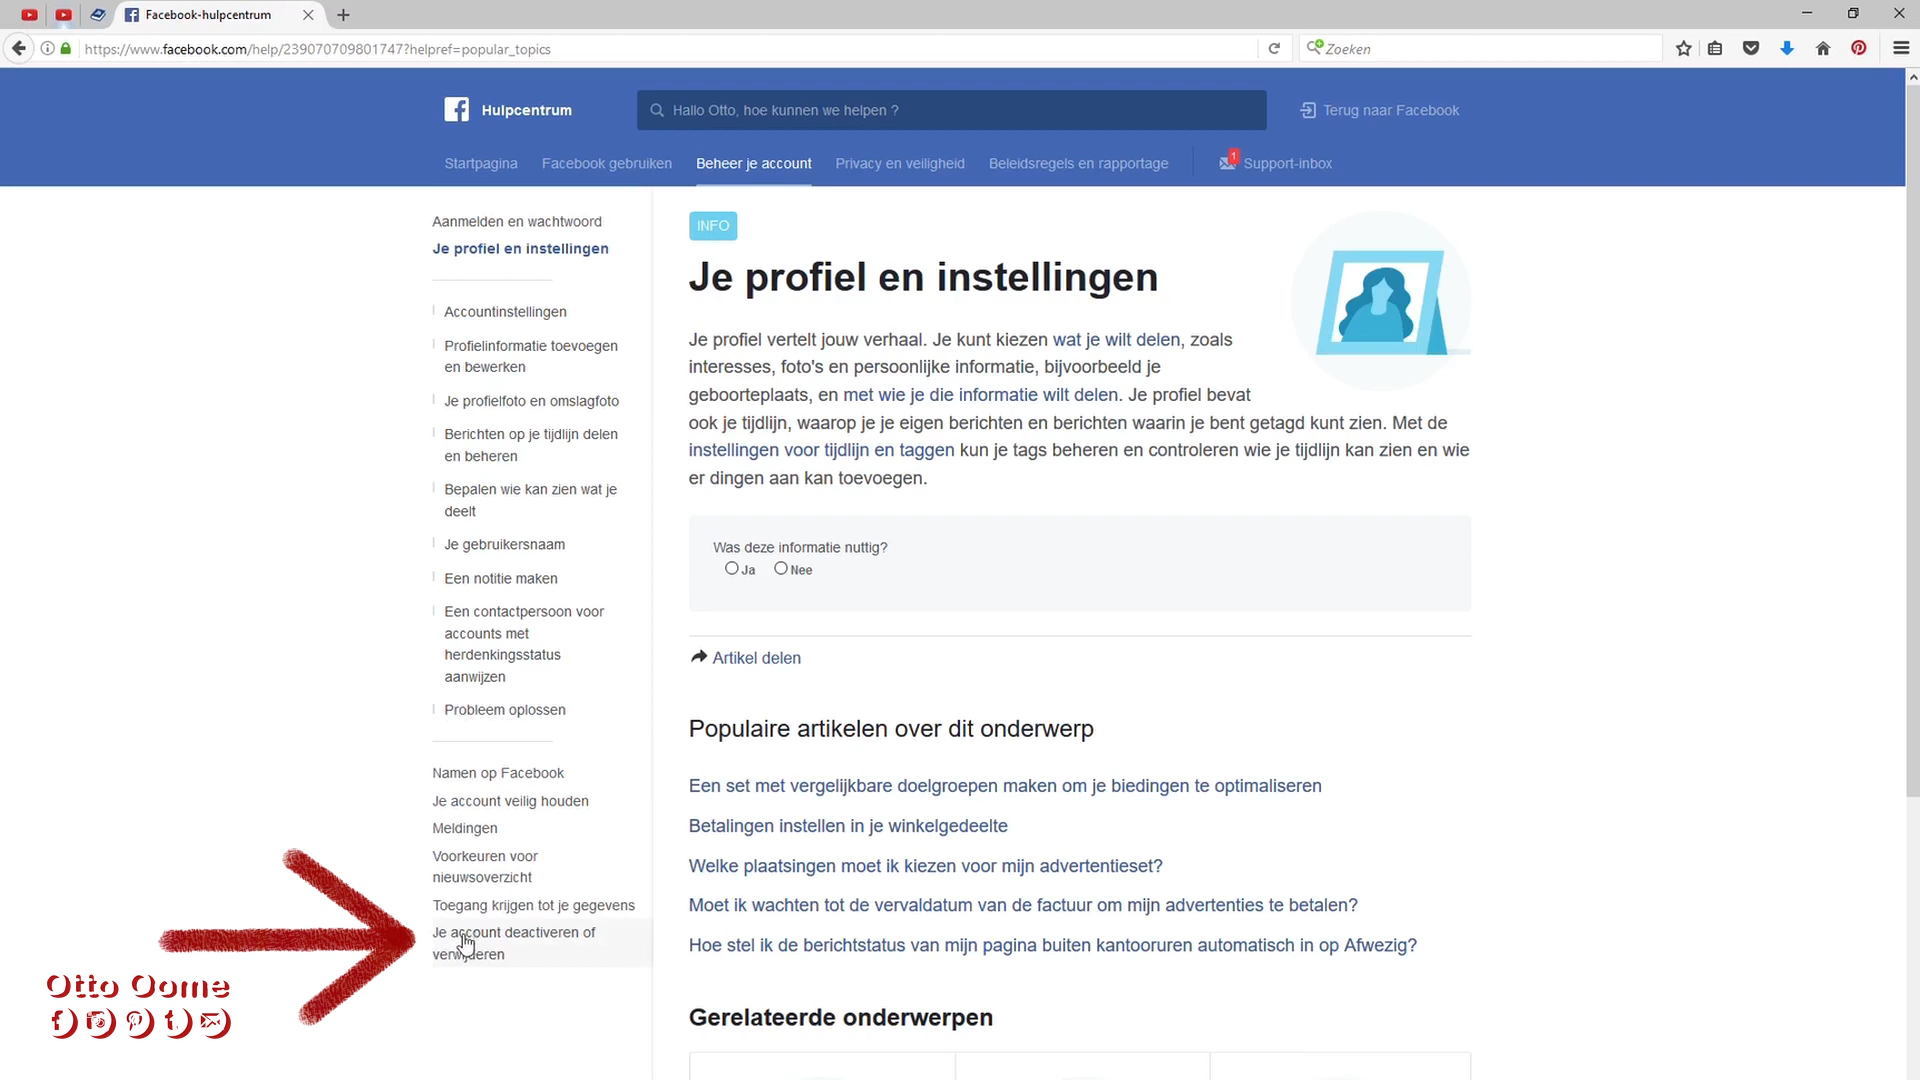 Facebook-hulpcentrum
https://www.facebook.com/help/239070709801747?helpref=popular_topics
Zoeken
Hulpcentrum
Hallo Otto, hoe kunnen we helpen ?
Terug naar Facebook
Startpagina
Facebook gebruiken
Beheer je account
Privacy en veiligheid
Beleidsregels en rapportage
1
Support-inbox
Aanmelden en wachtwoord
Je profiel en instellingen
Accountinstellingen
Profielinformatie toevoegen
en bewerken
Je profielfoto en omslagfoto
Berichten op je tijdlijn delen
en beheren
Bepalen wie kan zien wat je
deelt
Je gebruikersnaam
Een notitie maken
Een contactpersoon voor
accounts met
herdenkingsstatus
aanwijzen
Probleem oplossen
Namen op Facebook
Je account veilig houden
Meldingen
Voorkeuren voor
nieuwsoverzicht
Toegang krijgen tot je gegevens
Je account deactiveren of
verwijderen
INFO
Je profiel en instellingen
Je profiel vertelt jouw verhaal. Je kunt kiezen wat je wilt delen, zoals
interesses, foto's en persoonlijke informatie, bijvoorbeeld je
geboorteplaats, en met wie je die informatie wilt delen. Je profiel bevat
ook je tijdlijn, waarop je je eigen berichten en berichten waarin je bent getagd kunt zien. Met de
instellingen voor tijdlijn en taggen kun je tags beheren en controleren wie je tijdlijn kan zien en wie
er dingen aan kan toevoegen.
Was deze informatie nuttig?
Ja
Nee
Artikel delen
Populaire artikelen over dit onderwerp
Een set met vergelijkbare doelgroepen maken om je biedingen te optimaliseren
Betalingen instellen in je winkelgedeelte
Welke plaatsingen moet ik kiezen voor mijn advertentieset?
Moet ik wachten tot de vervaldatum van de factuur om mijn advertenties te betalen?
Hoe stel ik de berichtstatus van mijn pagina buiten kantooruren automatisch in op Afwezig?
Gerelateerde onderwerpen
Otto Oome